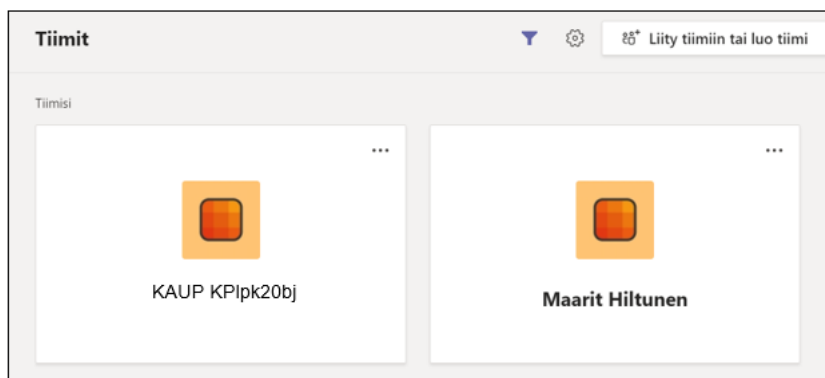 Tiimit
Liity tiimiin tai luo tiimi
Tiimisi
KAUP KPlpk20bj
Maarit Hiltunen